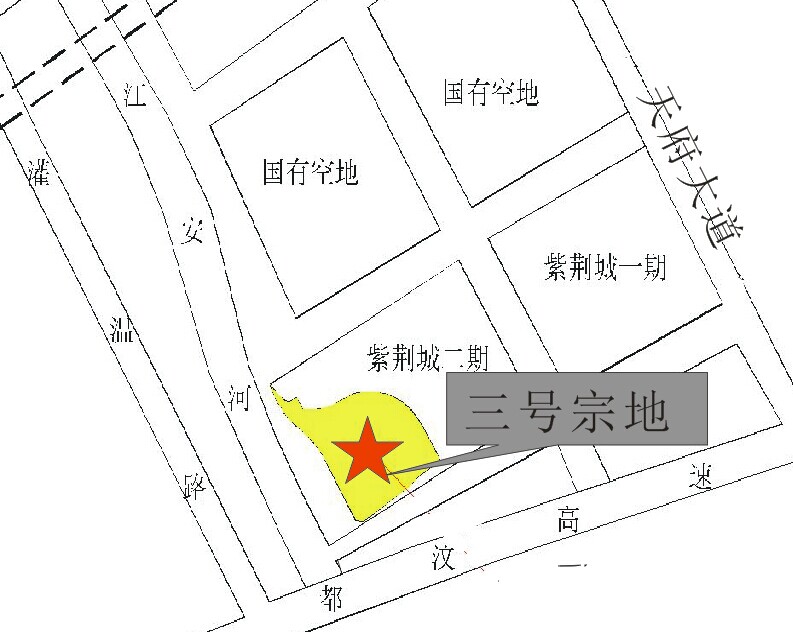 国有空地
天府大道
国有空地
江安河
灌温路
紫荆城一期
紫荆城二期
三号宗地
都汶高速